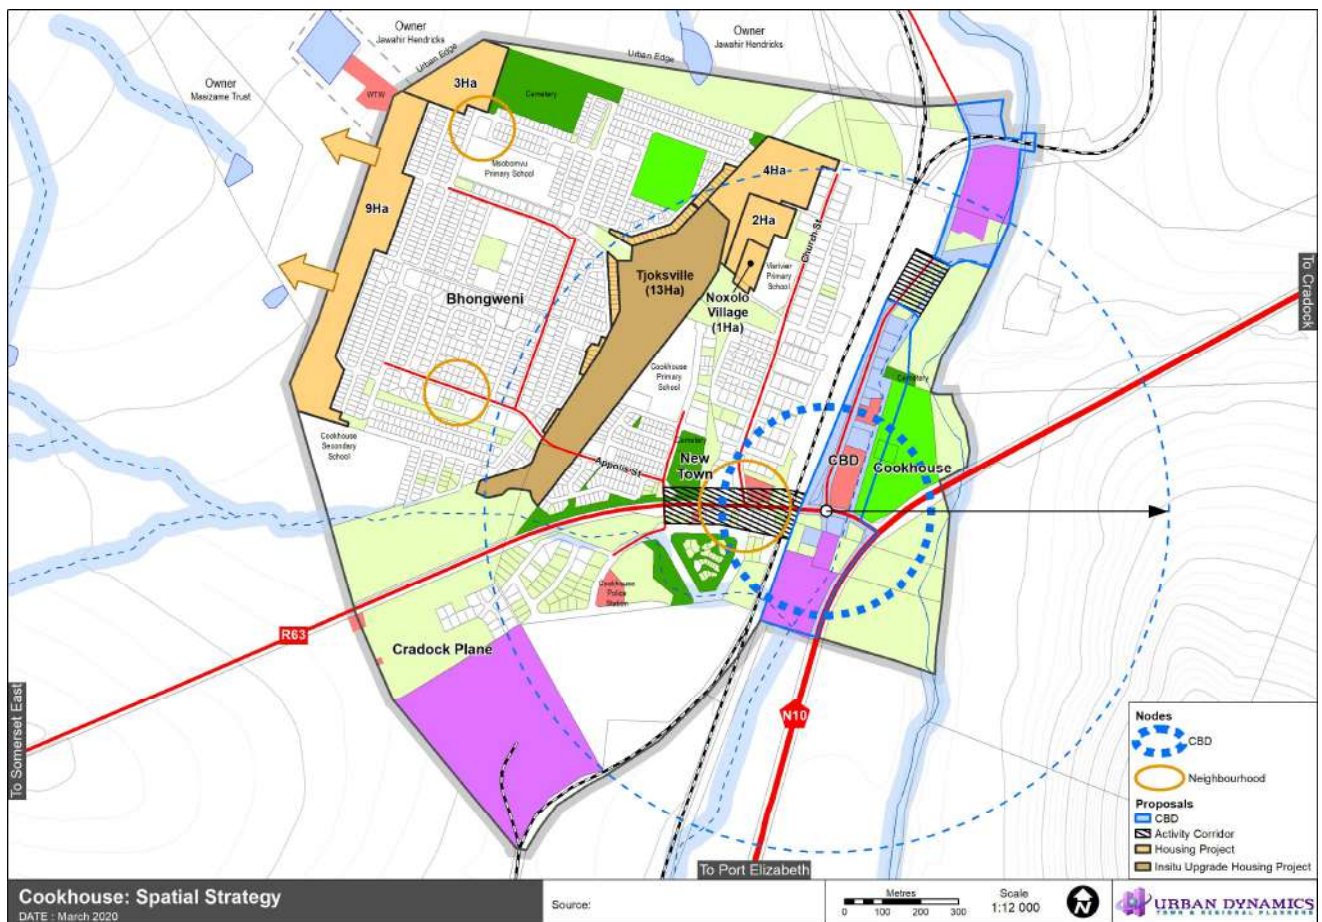 Owner
Jawahir Hendricks
Owner
Jawahir Hendricks
Urban Edge
Urban Edge
Owner
Masizame Trust
WTW
3Ha
Cemetery
Msobomvu
Primary School
4Ha
9Ha
2Ha
Church St
Tjoksville
(13Ha)
Vlarivier
Primary
School
Bhongweni
Noxolo
Village
(1Ha)
To Cradock
Cookhouse
Primary
School
Cemetery
Cookhouse
Secondary
School
Appolis St
Cemetery
New
Town
CBD
Cookhouse
Cookhouse
Police
Station
R63
Cradock Plane
N10
To Somerset East
To Port Elizabeth
Nodes
CBD
Neighbourhood
Proposals
CBD
Activity Corridor
Housing Project
Insitu Upgrade Housing Project
Cookhouse: Spatial Strategy
DATE : March 2020
Source:
Metres
0 100 200 300
Scale
1:12 000
N
URBAN DYNAMICS
TOWN & REGIONAL PLANNERS